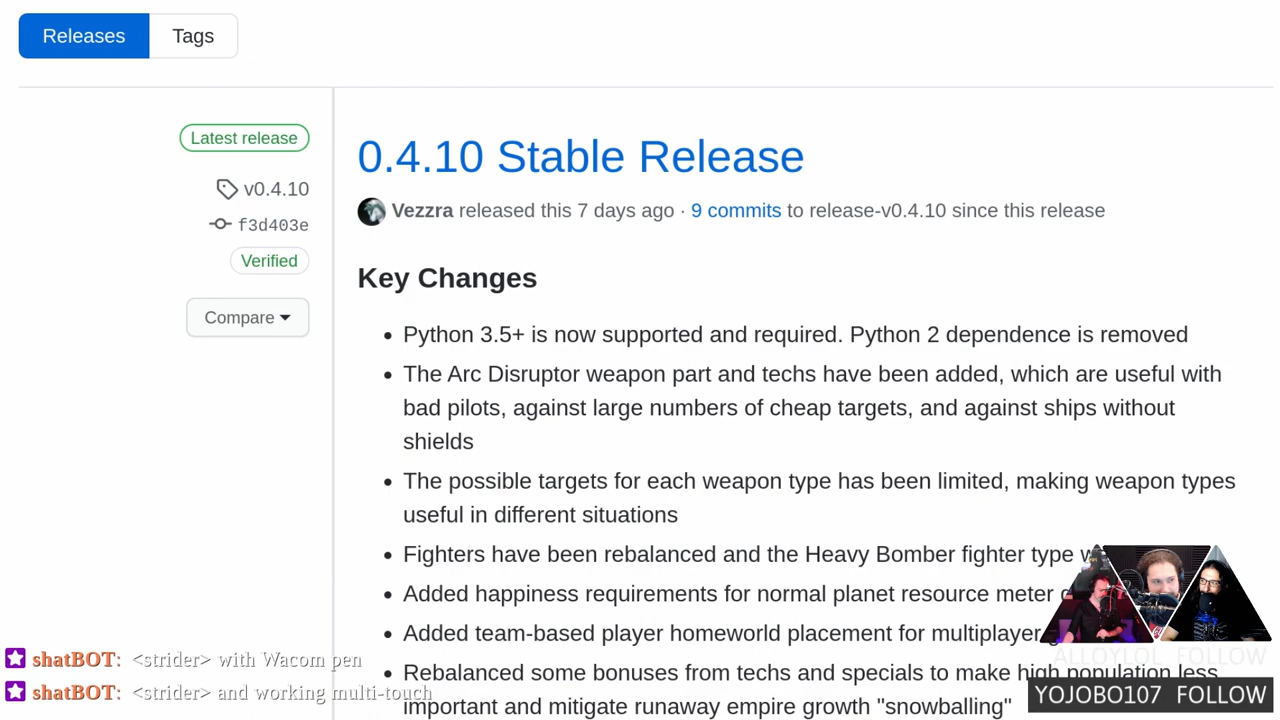 Releases Tags
Latest release
v0.4.10
f3d403e
Verified
Compare
0.4.10 Stable Release
Vezzra released this 7 days ago · 9 commits to release-v0.4.10 since this release
Key Changes
• Python 3.5+ is now supported and required. Python 2 dependence is removed
• The Arc Disruptor weapon part and techs have been added, which are useful with
bad pilots, against large numbers of cheap targets, and against ships without
shields
• The possible targets for each weapon type has been limited, making weapon types
useful in different situations
• Fighters have been rebalanced and the Heavy Bomber fighter type
• Added happiness requirements for normal planet resource meter
• Added team-based player homeworld placement for multiplayer
• Rebalanced some bonuses from techs and specials to make high population less
important and mitigate runaway empire growth "snowballing"
shatBOT: <strider> with Wacom pen
shatBOT: <strider> and working multi-touch
ALLOYLOL FOLLOW
YOJOBO107 FOLLOW